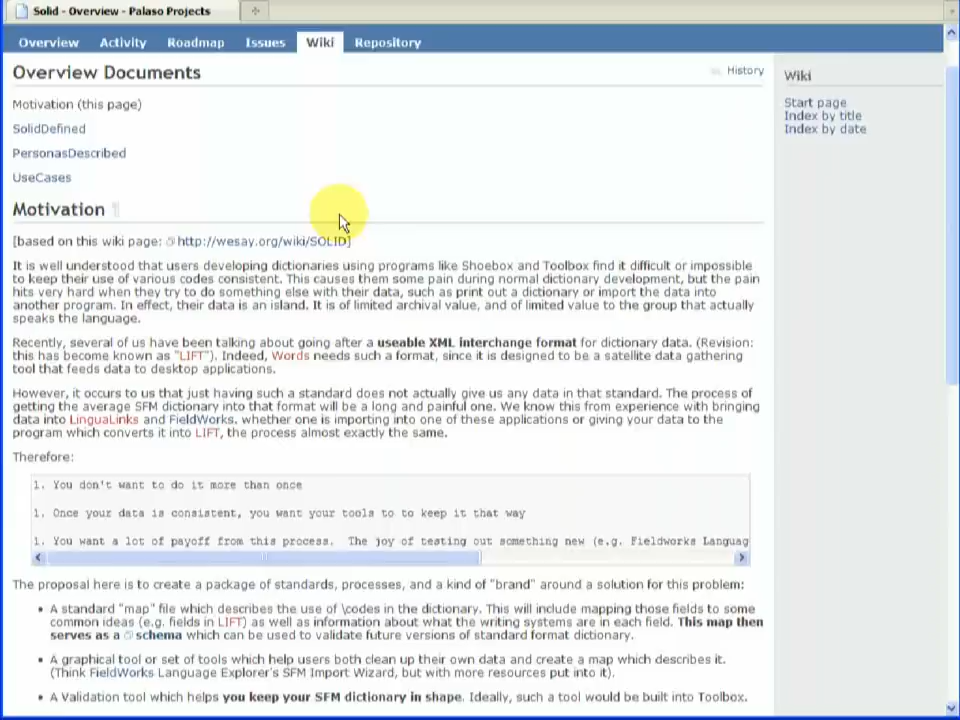 Solid - Overview - Palaso Projects
Overview Activity Roadmap Issues Wiki Repository
Overview Documents
History
Wiki
Motivation (this page)
Start page
Index by title
Index by date
SolidDefined
PersonasDescribed
UseCases
Motivation ¶
[based on this wiki page: http://wesay.org/wiki/SOLID]
It is well understood that users developing dictionaries using programs like Shoebox and Toolbox find it difficult or impossible
to keep their use of various codes consistent. This causes them some pain during normal dictionary development, but the pain
hits very hard when they try to do something else with their data, such as print out a dictionary or import the data into
another program. In effect, their data is an island. It is of limited archival value, and of limited value to the group that actually
speaks the language.
Recently, several of us have been talking about going after a useable XML interchange format for dictionary data. (Revision:
this has become known as "LIFT"). Indeed, Words needs such a format, since it is designed to be a satellite data gathering
tool that feeds data to desktop applications.
However, it occurs to us that just having such a standard does not actually give us any data in that standard. The process of
getting the average SFM dictionary into that format will be a long and painful one. We know this from experience with bringing
data into LinguaLinks and FieldWorks. whether one is importing into one of these applications or giving your data to the
program which converts it into LIFT, the process almost exactly the same.
Therefore:
1. You don't want to do it more than once
1. Once your data is consistent, you want your tools to to keep it that way
1. You want a lot of payoff from this process. The joy of testing out something new (e.g. Fieldworks Languag
The proposal here is to create a package of standards, processes, and a kind of "brand" around a solution for this problem:
• A standard "map" file which describes the use of \codes in the dictionary. This will include mapping those fields to some
common ideas (e.g. fields in LIFT) as well as information about what the writing systems are in each field. This map then
serves as a schema which can be used to validate future versions of standard format dictionary.
• A graphical tool or set of tools which help users both clean up their own data and create a map which describes it.
(Think FieldWorks Language Explorer's SFM Import Wizard, but with more resources put into it).
• A Validation tool which helps you keep your SFM dictionary in shape. Ideally, such a tool would be built into Toolbox.